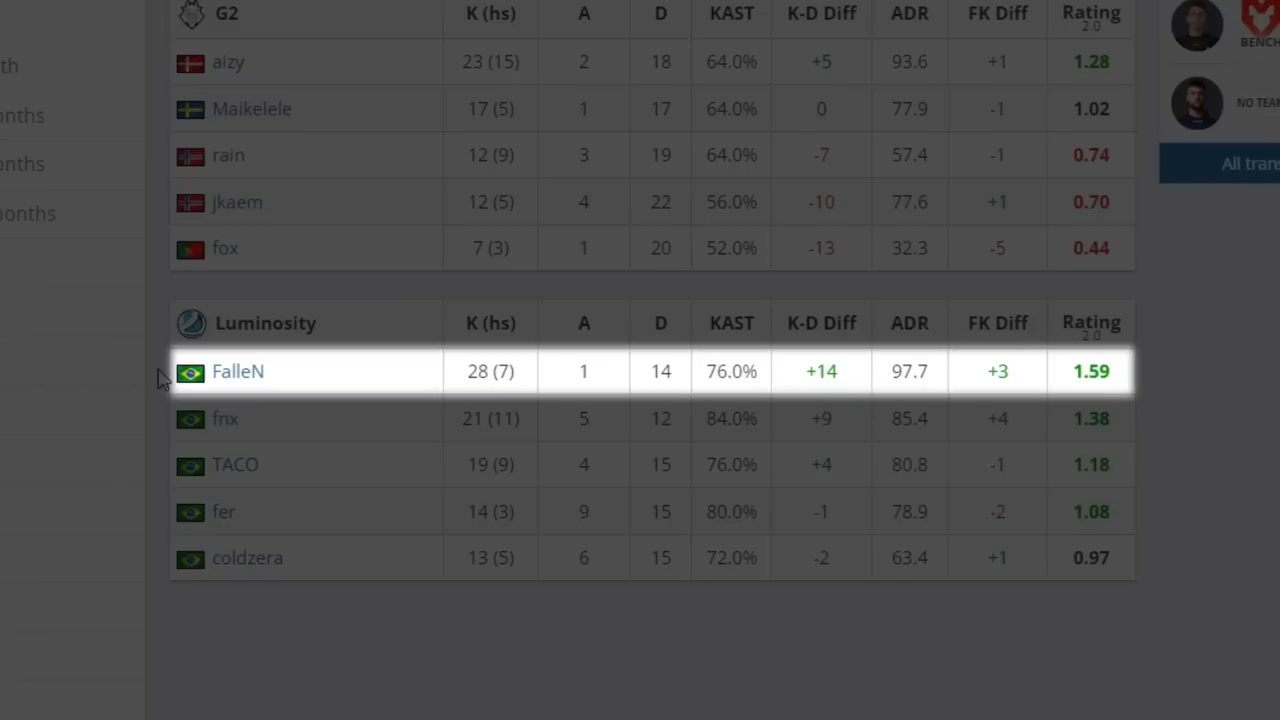 G2 K (hs) A D KAST K-D Diff ADR FK Diff Rating 2.0
aizy 23 (15) 2 18 64.0% +5 93.6 +1 1.28
Maikelele 17 (5) 1 17 64.0% 0 77.9 -1 1.02
rain 12 (9) 3 19 64.0% -7 57.4 -1 0.74
jkaem 12 (5) 4 22 56.0% -10 77.6 +1 0.70
fox 7 (3) 1 20 52.0% -13 32.3 -5 0.44
Luminosity K (hs) A D KAST K-D Diff ADR FK Diff Rating 2.0
FalleN 28 (7) 1 14 76.0% +14 97.7 +3 1.59
fnx 21 (11) 5 12 84.0% +9 85.4 +4 1.38
TACO 19 (9) 4 15 76.0% +4 80.8 -1 1.18
fer 14 (3) 9 15 80.0% -1 78.9 -2 1.08
coldzera 13 (5) 6 15 72.0% -2 63.4 +1 0.97
th
onths
onths
nonths
BENCH
NO TEA
All tran